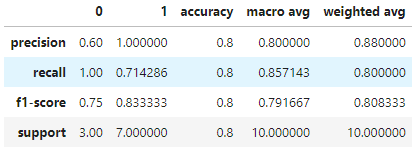 0 1 accuracy macro avg weighted avg
precision 0.60 1.000000 0.8 0.800000 0.880000
recall 1.00 0.714286 0.8 0.857143 0.800000
f1-score 0.75 0.833333 0.8 0.791667 0.808333
support 3.00 7.000000 0.8 10.000000 10.000000